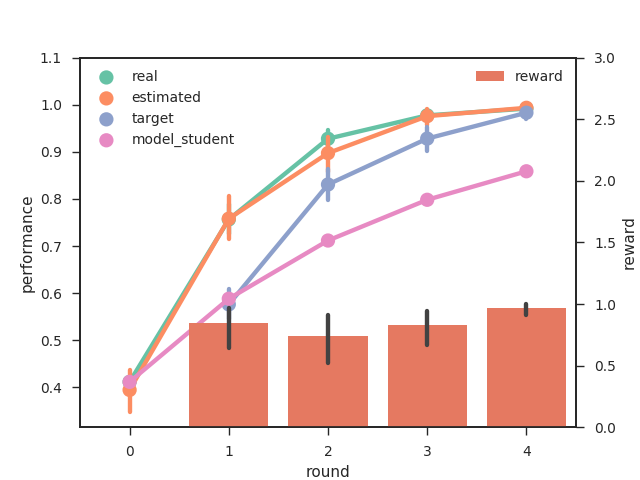 real
estimated
target
model_student
reward
1.1
1.0
0.9
0.8
0.7
0.6
0.5
0.4
performance
3.0
2.5
2.0
1.5
1.0
0.5
0.0
reward
0 1 2 3 4
round